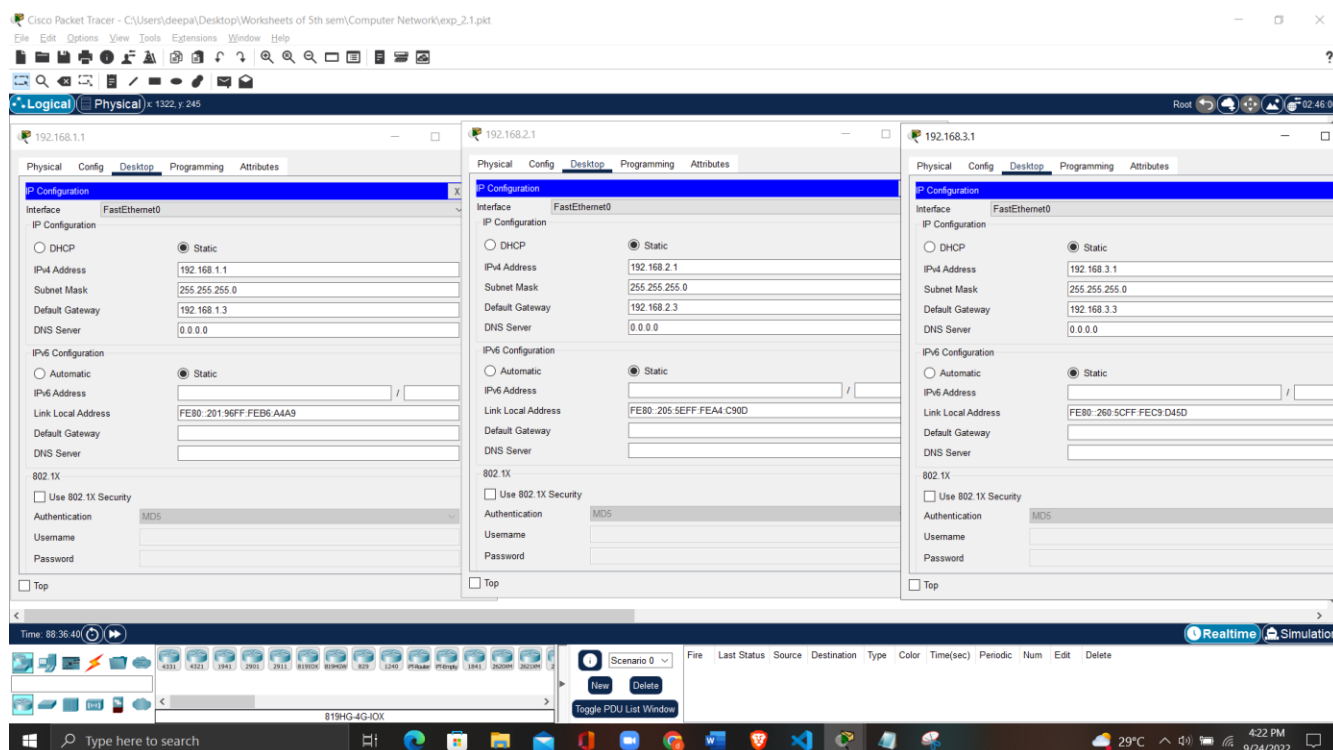 Cisco Packet Tracer - C:\Users\deepa\Desktop\Worksheets of 5th sem\Computer Network\exp_2.1.pkt
File Edit Options View Tools Extensions Window Help
?
Logical Physical x: 1322, y: 245 Root 02:46:0
192.168.1.1
Physical Config Desktop Programming Attributes
IP Configuration X
Interface FastEthernet0
IP Configuration
DHCP Static
IPv4 Address 192.168.1.1
Subnet Mask 255.255.255.0
Default Gateway 192.168.1.3
DNS Server 0.0.0.0
IPv6 Configuration
Automatic Static
IPv6 Address /
Link Local Address FE80::201:96FF:FEB6:A4A9
Default Gateway
DNS Server
802.1X
Use 802.1X Security
Authentication MD5
Username
Password
Top
192.168.2.1
Physical Config Desktop Programming Attributes
IP Configuration
Interface FastEthernet0
IP Configuration
DHCP Static
IPv4 Address 192.168.2.1
Subnet Mask 255.255.255.0
Default Gateway 192.168.2.3
DNS Server 0.0.0.0
IPv6 Configuration
Automatic Static
IPv6 Address /
Link Local Address FE80::205:5EFF:FEA4:C90D
Default Gateway
DNS Server
802.1X
Use 802.1X Security
Authentication MD5
Username
Password
Top
192.168.3.1
Physical Config Desktop Programming Attributes
IP Configuration
Interface FastEthernet0
IP Configuration
DHCP Static
IPv4 Address 192.168.3.1
Subnet Mask 255.255.255.0
Default Gateway 192.168.3.3
DNS Server 0.0.0.0
IPv6 Configuration
Automatic Static
IPv6 Address /
Link Local Address FE80::260:5CFF:FEC9:D45D
Default Gateway
DNS Server
802.1X
Use 802.1X Security
Authentication MD5
Username
Password
Top
Time: 88:36:40 Realtime Simulation
4331 4321 1941 2901 2911 819IOX 819HGW 829 1240 PT-Router PT-Empty 1841 2620XM 2621XM 2
819HG-4G-IOX
Scenario 0
New Delete
Toggle PDU List Window
Fire Last Status Source Destination Type Color Time(sec) Periodic Num Edit Delete
Type here to search
29°C
4:22 PM
9/24/2022